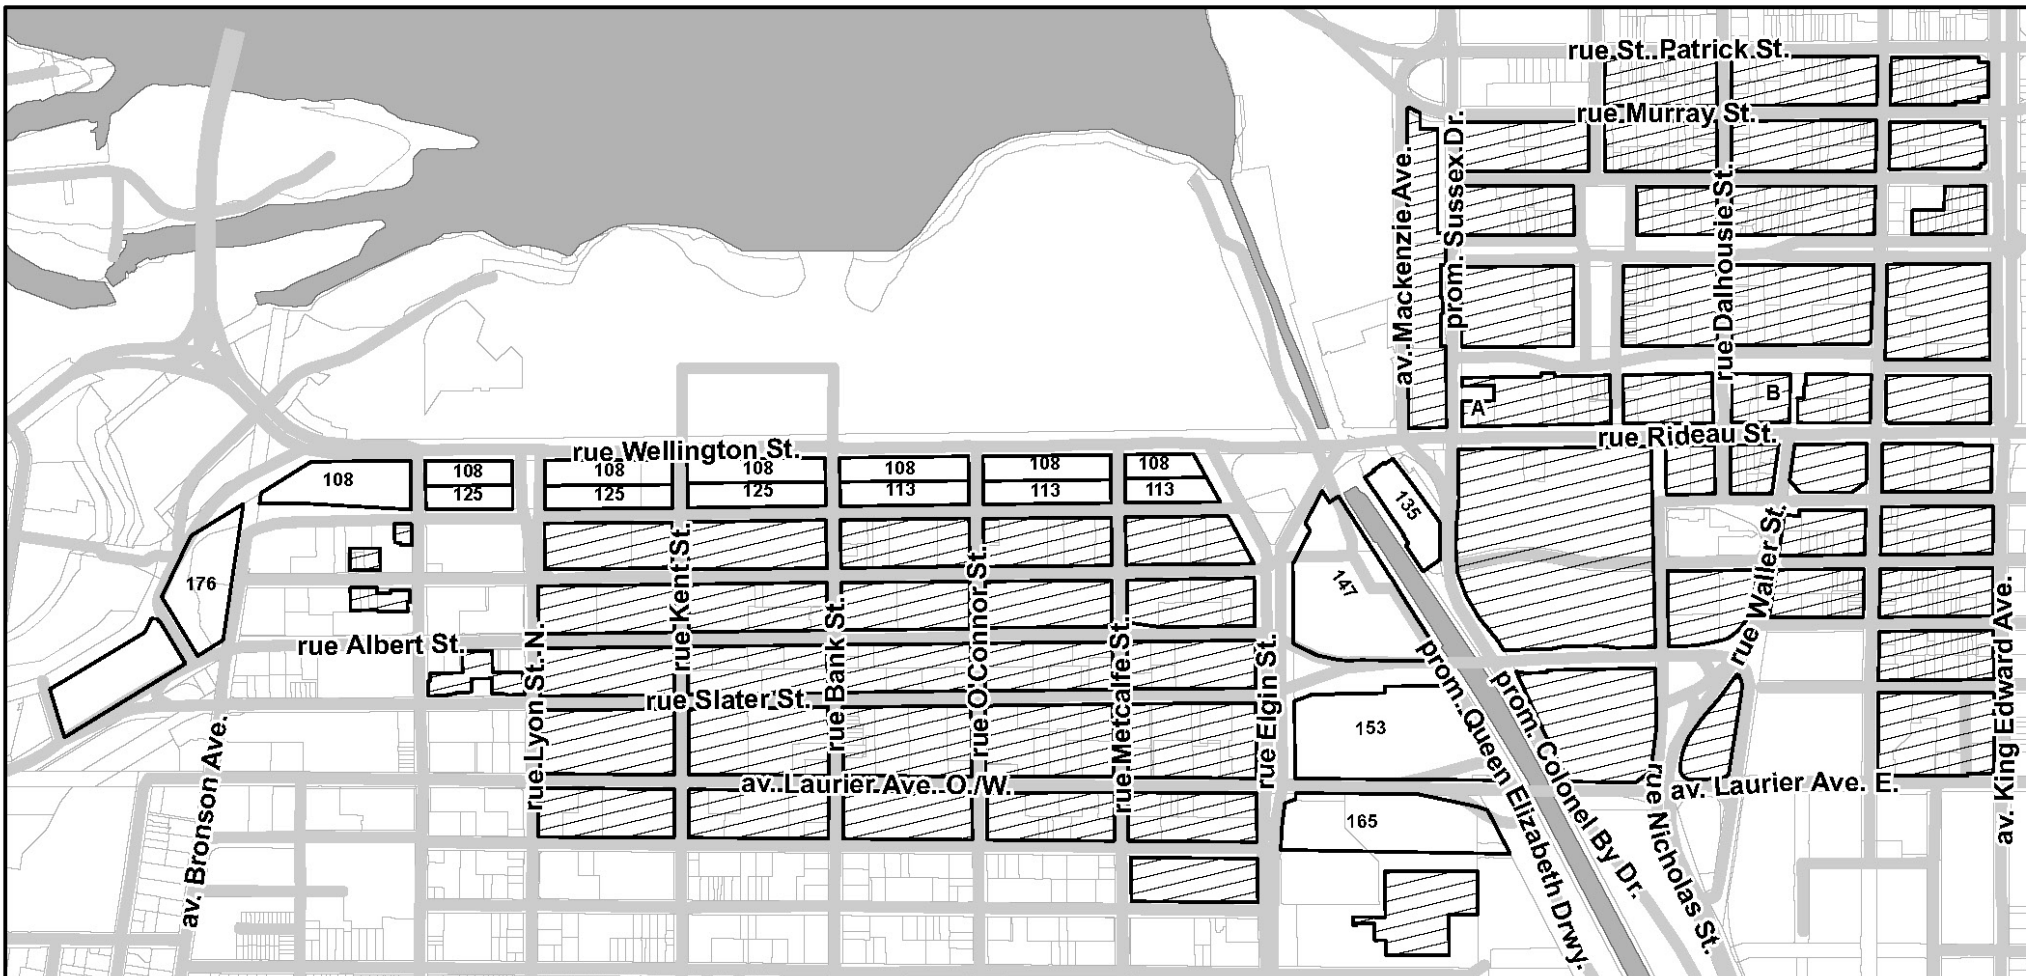 rue St. Patrick St.
rue Murray St.
av. Mackenzie Ave.
prom. Sussex Dr.
rue Dalhousie St.
A
B
rue Rideau St.
rue Wellington St.
108
108
108
108
108
108
108
125
125
125
113
113
113
135
176
147
rue Albert St.
rue Lyon St. N.
rue Kent St.
rue Bank St.
rue O'Connor St.
rue Metcalfe St.
rue Elgin St.
rue Waller St.
rue Slater St.
153
av. Laurier Ave. O./W.
av. Laurier Ave. E.
165
av. Bronson Ave.
prom. Queen Elizabeth Drwy.
prom. Colonel By Dr.
rue Nicholas St.
av. King Edward Ave.